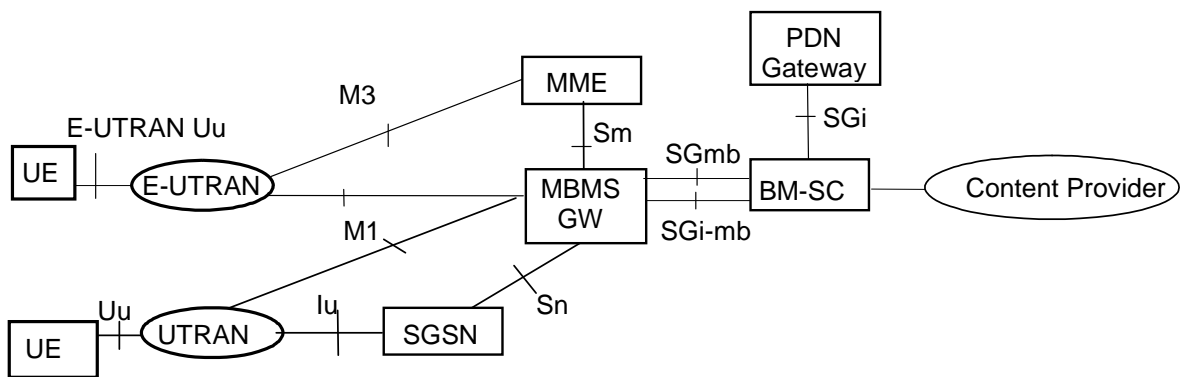 PDN
Gateway
MME
M3
SGi
E-UTRAN Uu
Sm
SGmb
UE
E-UTRAN
MBMS
GW
BM-SC
Content Provider
M1
SGi-mb
Uu
Iu
Sn
UE
UTRAN
SGSN